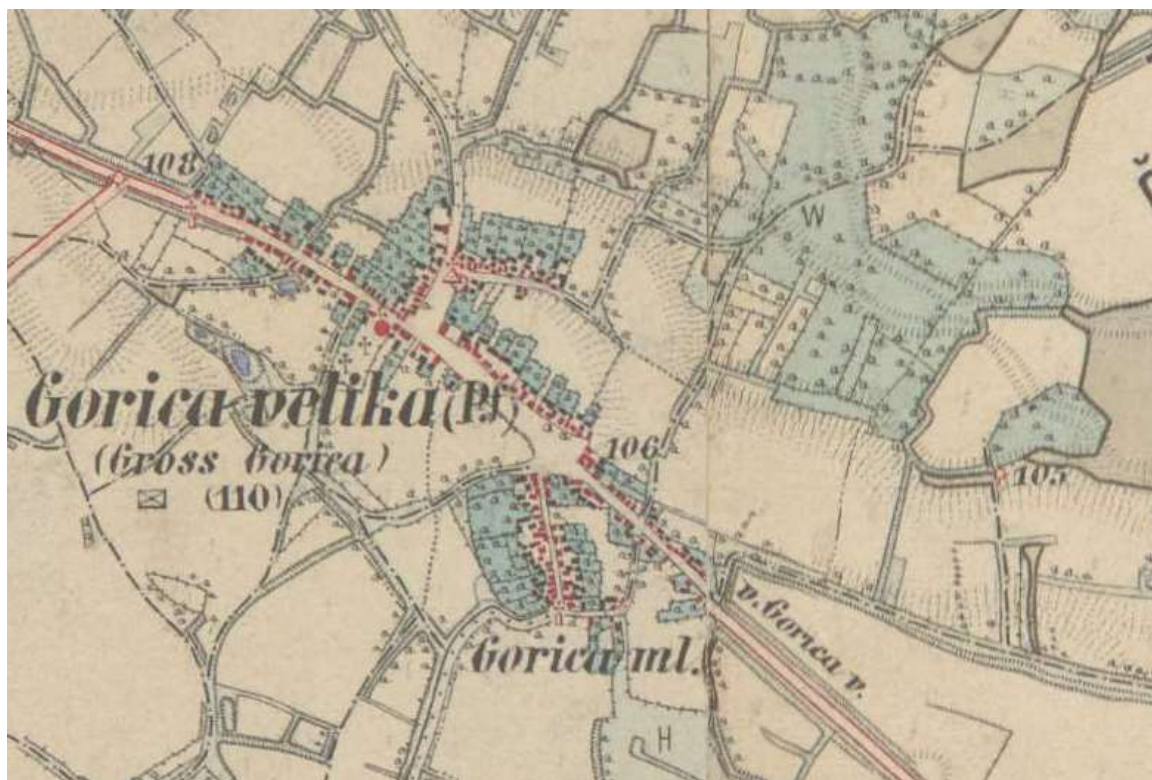 108
W
Gorica velika (Pf)
(Gross Gorica)
(110)
106
105
v. Gorica v.
Gorica ml.
H